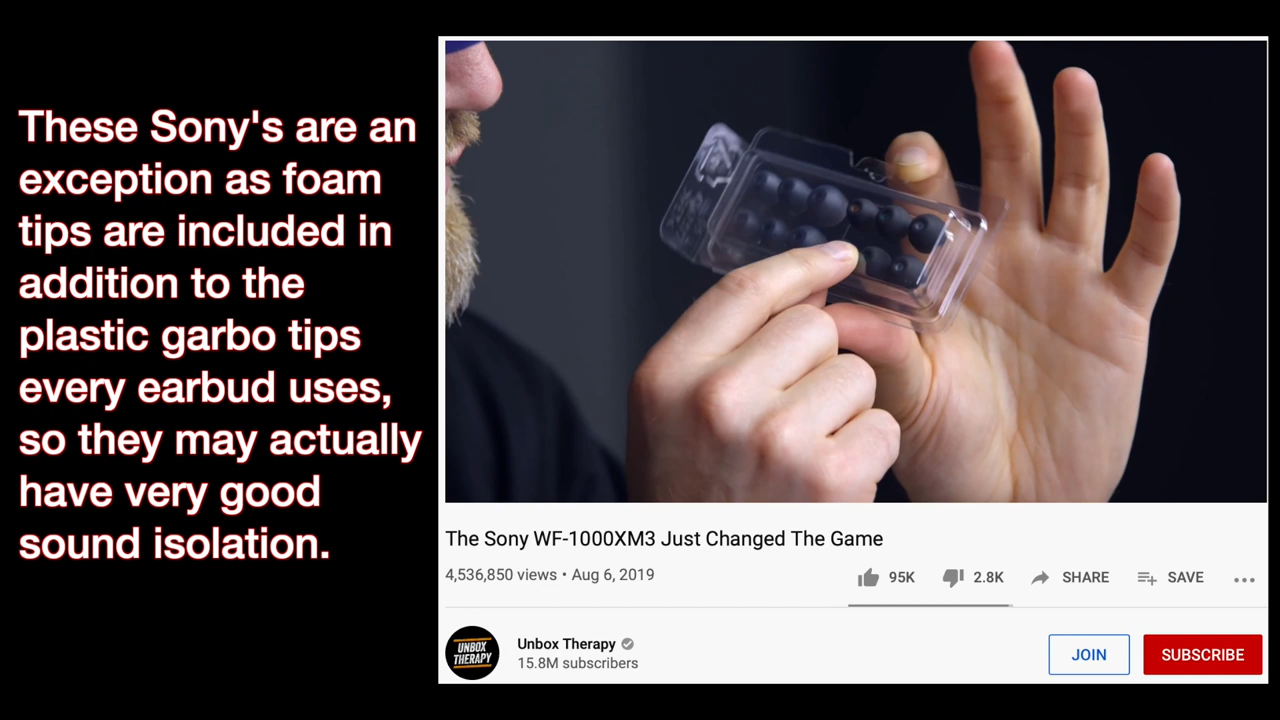 These Sony's are an
exception as foam
tips are included in
addition to the
plastic garbo tips
every earbud uses,
so they may actually
have very good
sound isolation.
The Sony WF-1000XM3 Just Changed The Game
4,536,850 views • Aug 6, 2019
95K
2.8K
SHARE
SAVE
UNBOX
THERAPY
Unbox Therapy
15.8M subscribers
JOIN
SUBSCRIBE